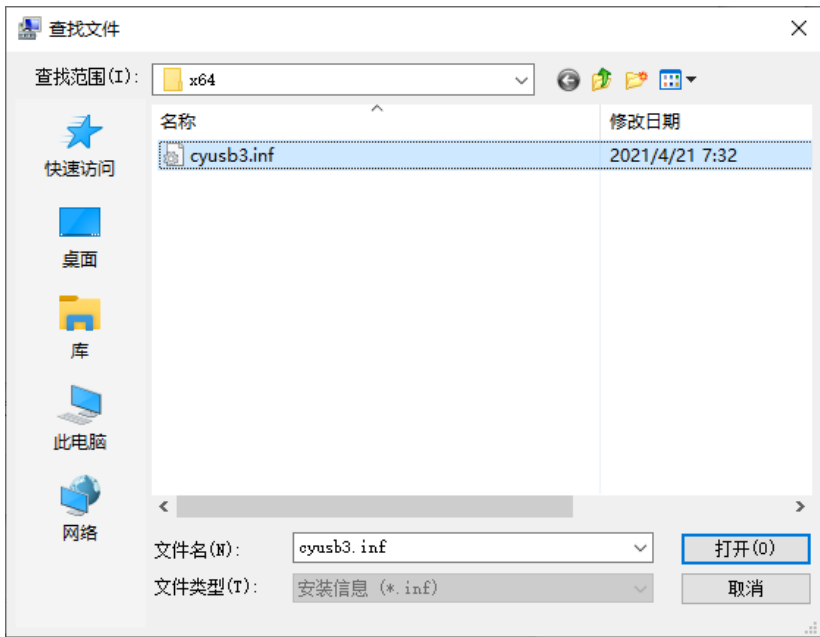 查找文件
查找范围(I): x64
名称 修改日期
cyusb3.inf 2021/4/21 7:32
快速访问
桌面
库
此电脑
网络
文件名(N): cyusb3.inf 打开(O)
文件类型(T): 安装信息 (*.inf) 取消